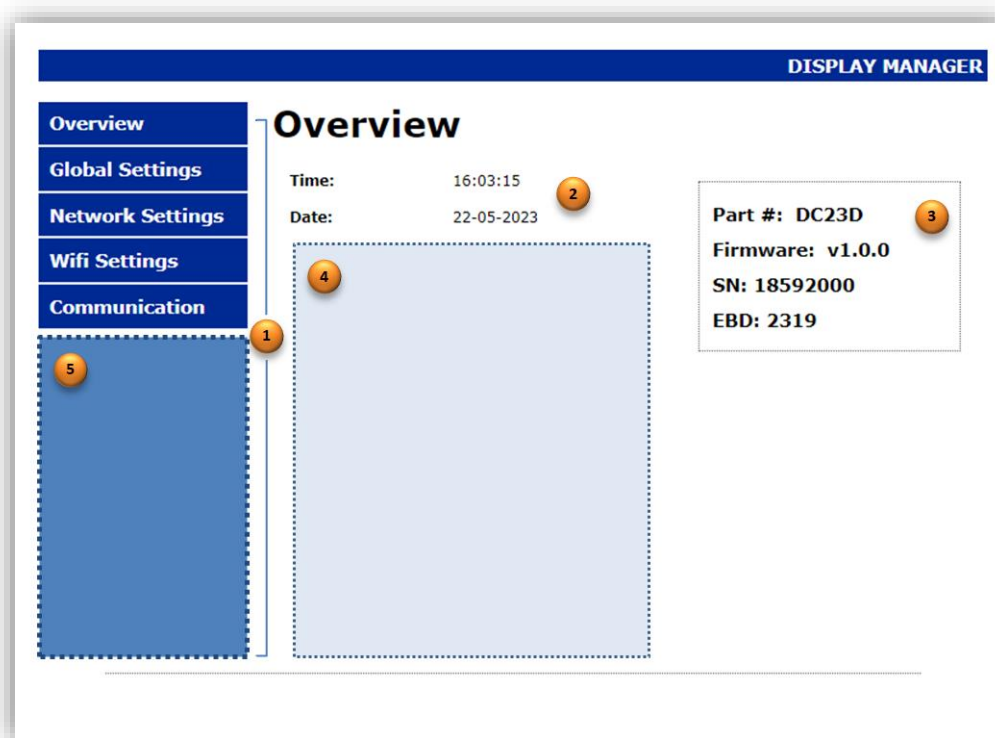 DISPLAY MANAGER
Overview
Global Settings
Network Settings
Wifi Settings
Communication
5
1
Overview
Time: 16:03:15
2
Date: 22-05-2023
4
Part #: DC23D
3
Firmware: v1.0.0
SN: 18592000
EBD: 2319